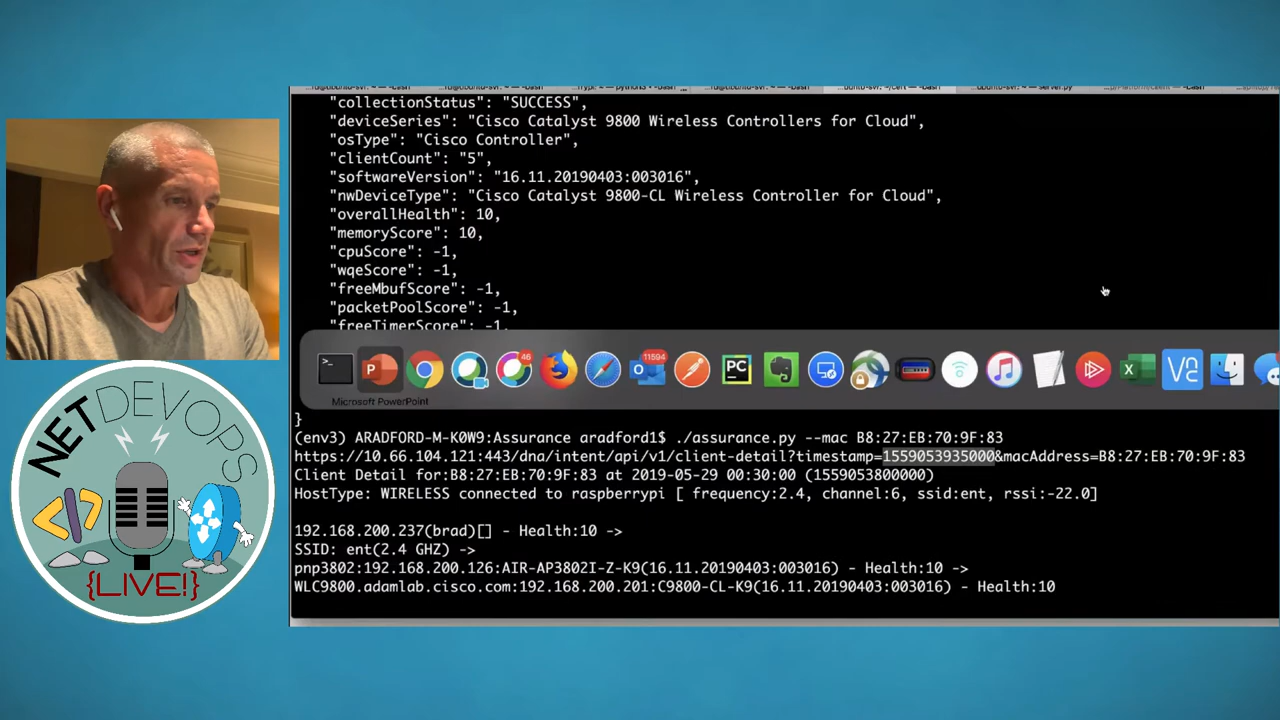 "collectionStatus": "SUCCESS",
"deviceSeries": "Cisco Catalyst 9800 Wireless Controllers for Cloud",
"osType": "Cisco Controller",
"clientCount": "5",
"softwareVersion": "16.11.20190403:003016",
"nwDeviceType": "Cisco Catalyst 9800-CL Wireless Controller for Cloud",
"overallHealth": 10,
"memoryScore": 10,
"cpuScore": -1,
"wqeScore": -1,
"freeMbufScore": -1,
"packetPoolScore": -1,
"freeTimerScore": -1,
>_
46
11594
PC
X
Microsoft PowerPoint
}
(env3) ARADFORD-M-K0W9:Assurance aradford1$ ./assurance.py --mac B8:27:EB:70:9F:83
https://10.66.104.121:443/dna/intent/api/v1/client-detail?timestamp=1559053935000&macAddress=B8:27:EB:70:9F:83
Client Detail for:B8:27:EB:70:9F:83 at 2019-05-29 00:30:00 (1559053800000)
HostType: WIRELESS connected to raspberrypi [ frequency:2.4, channel:6, ssid:ent, rssi:-22.0]
192.168.200.237(brad)[] - Health:10 ->
SSID: ent(2.4 GHZ) ->
pnp3802:192.168.200.126:AIR-AP3802I-Z-K9(16.11.20190403:003016) - Health:10 ->
WLC9800.adamlab.cisco.com:192.168.200.201:C9800-CL-K9(16.11.20190403:003016) - Health:10
NETDEVOPS
</>
{LIVE!}